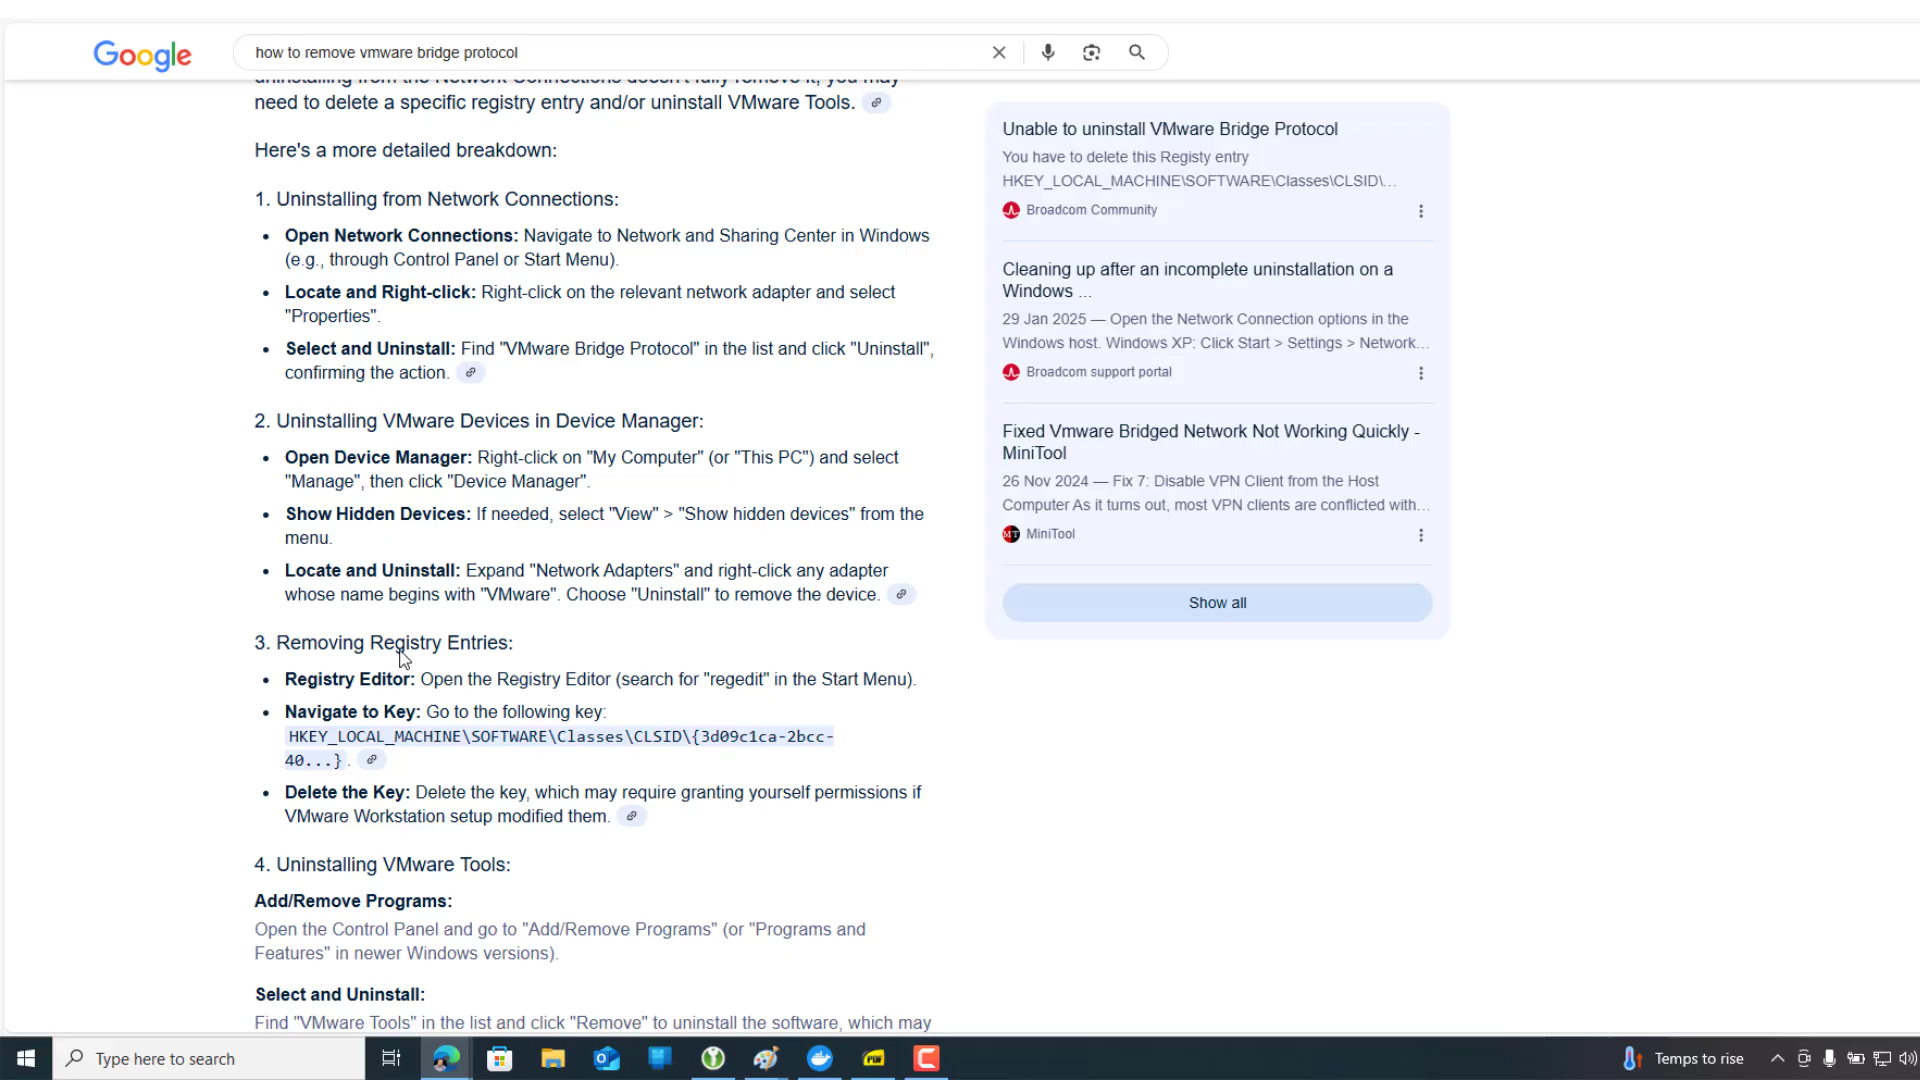 Google
how to remove vmware bridge protocol
uninstalling from the Network Connections doesn't fully remove it, you may
need to delete a specific registry entry and/or uninstall VMware Tools.
Here's a more detailed breakdown:
1. Uninstalling from Network Connections:
• Open Network Connections: Navigate to Network and Sharing Center in Windows
(e.g., through Control Panel or Start Menu).
• Locate and Right-click: Right-click on the relevant network adapter and select
"Properties".
• Select and Uninstall: Find "VMware Bridge Protocol" in the list and click "Uninstall",
confirming the action.
2. Uninstalling VMware Devices in Device Manager:
• Open Device Manager: Right-click on "My Computer" (or "This PC") and select
"Manage", then click "Device Manager".
• Show Hidden Devices: If needed, select "View" > "Show hidden devices" from the
menu.
• Locate and Uninstall: Expand "Network Adapters" and right-click any adapter
whose name begins with "VMware". Choose "Uninstall" to remove the device.
3. Removing Registry Entries:
• Registry Editor: Open the Registry Editor (search for "regedit" in the Start Menu).
• Navigate to Key: Go to the following key:
HKEY_LOCAL_MACHINE\SOFTWARE\Classes\CLSID\{3d09c1ca-2bcc-
40...}.
• Delete the Key: Delete the key, which may require granting yourself permissions if
VMware Workstation setup modified them.
4. Uninstalling VMware Tools:
Add/Remove Programs:
Open the Control Panel and go to "Add/Remove Programs" (or "Programs and
Features" in newer Windows versions).
Select and Uninstall:
Find "VMware Tools" in the list and click "Remove" to uninstall the software, which may
Unable to uninstall VMware Bridge Protocol
You have to delete this Registy entry
HKEY_LOCAL_MACHINE\SOFTWARE\Classes\CLSID\...
Broadcom Community
Cleaning up after an incomplete uninstallation on a
Windows ...
29 Jan 2025 — Open the Network Connection options in the
Windows host. Windows XP: Click Start > Settings > Network...
Broadcom support portal
Fixed Vmware Bridged Network Not Working Quickly -
MiniTool
26 Nov 2024 — Fix 7: Disable VPN Client from the Host
Computer As it turns out, most VPN clients are conflicted with...
MT MiniTool
Show all
Type here to search
PDF
Temps to rise